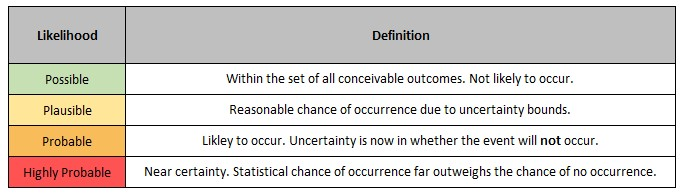 Likelihood Definition
Possible Within the set of all conceivable outcomes. Not likely to occur.
Plausible Reasonable chance of occurrence due to uncertainty bounds.
Probable Likley to occur. Uncertainty is now in whether the event will not occur.
Highly Probable Near certainty. Statistical chance of occurrence far outweighs the chance of no occurrence.